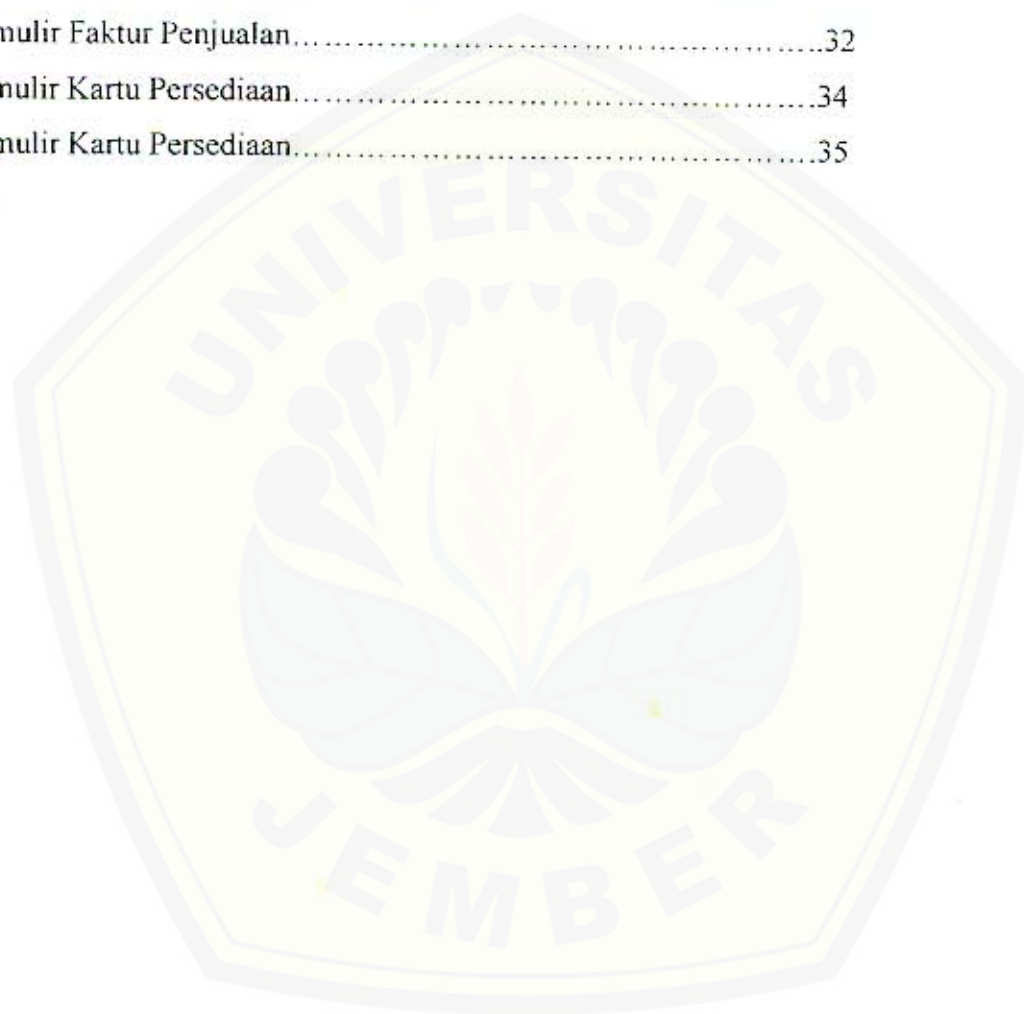 mulir Faktur Penjualan……………………………………………..32
mulir Kartu Persediaan…………………………………………….34
mulir Kartu Persediaan…………………………………………….35
UNIVERSITAS
JEMBER